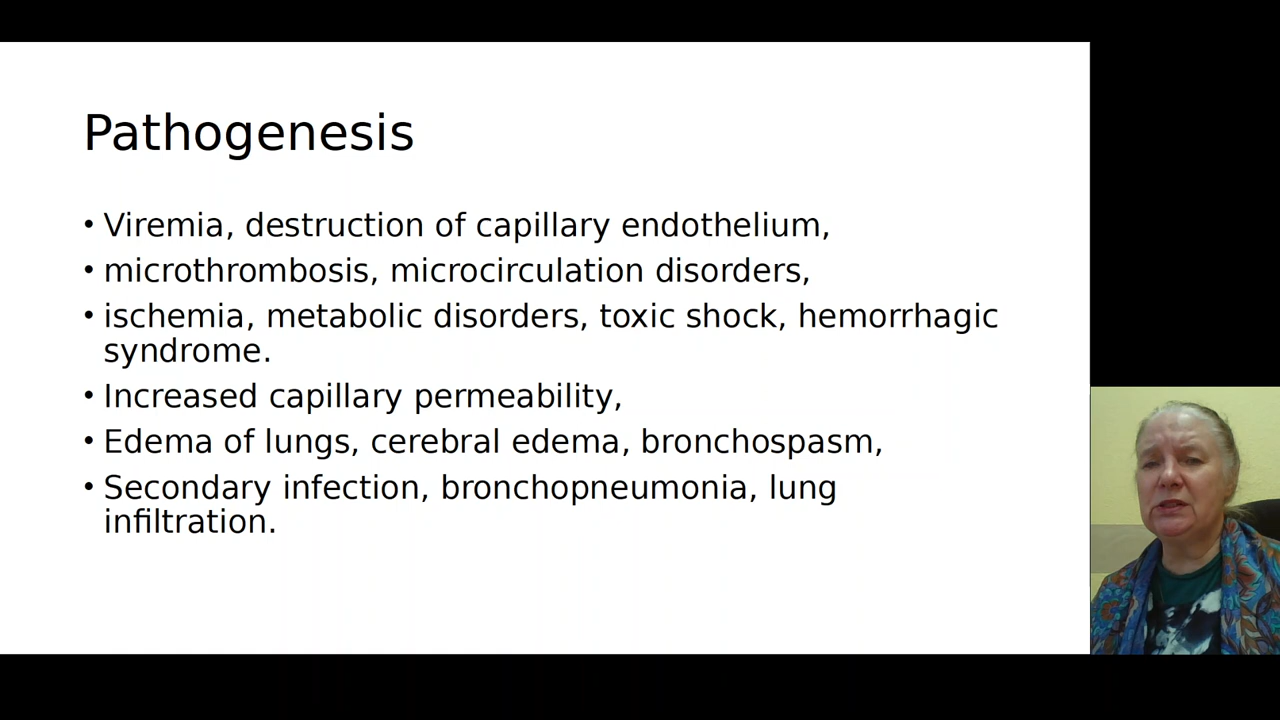 Pathogenesis
• Viremia, destruction of capillary endothelium,
• microthrombosis, microcirculation disorders,
• ischemia, metabolic disorders, toxic shock, hemorrhagic
syndrome.
• Increased capillary permeability,
• Edema of lungs, cerebral edema, bronchospasm,
• Secondary infection, bronchopneumonia, lung
infiltration.